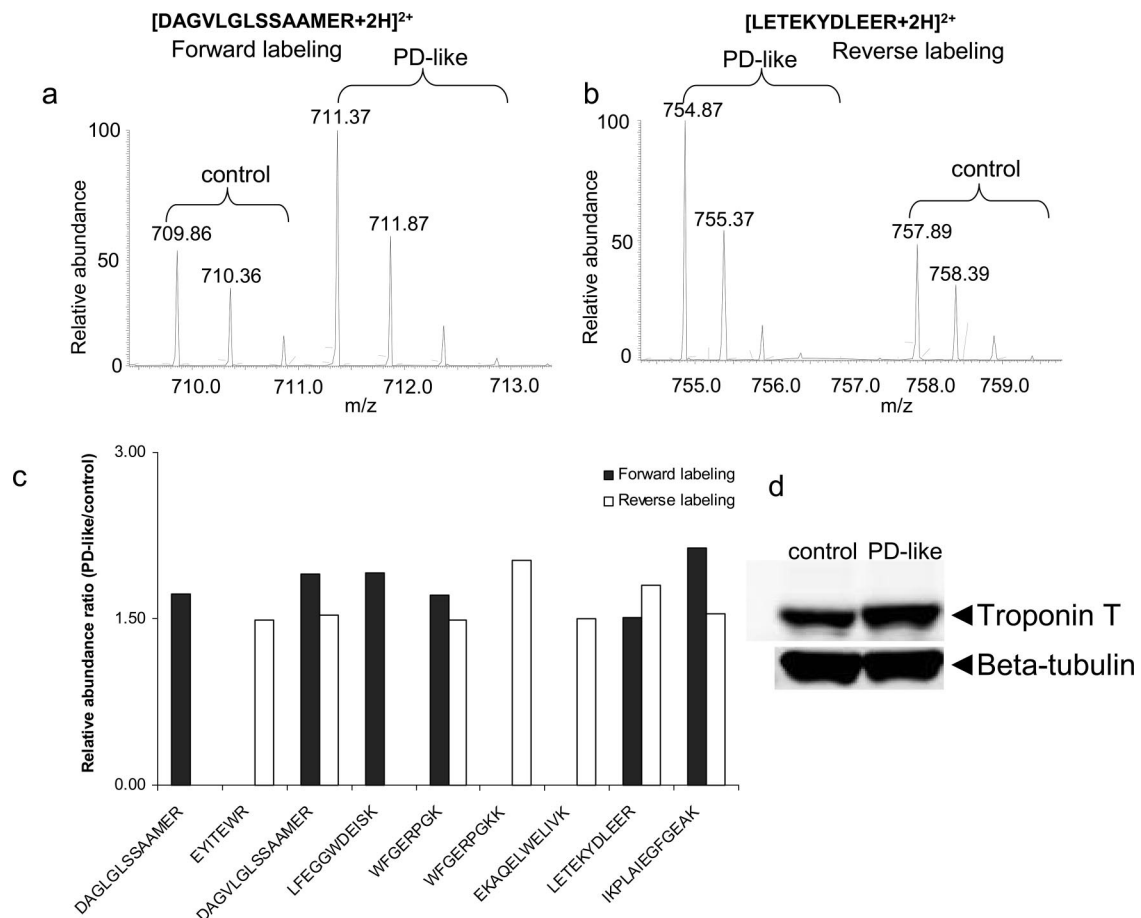 [DAGVLGLSSAAMER+2H]²⁺
Forward labeling
PD-like
a
711.37
100
control
709.86
711.87
710.36
50
0
Relative abundance
710.0 711.0 712.0 713.0
m/z
[LETEKYDLEER+2H]²⁺
PD-like
Reverse labeling
b
754.87
100
control
755.37
757.89
50
758.39
0
Relative abundance
755.0 756.0 757.0 758.0 759.0
m/z
c
3.00
1.50
0.00
Relative abundance ratio (PD-like/control)
Forward labeling
Reverse labeling
DAGLGLSSAAMER
EYITEWR
DAGVLGLSSAAMER
LFEGGWDEISK
WFGERPGK
WFGERPGKK
EKAQELWELIVK
LETEKYDLEER
IKPLAIEGFGEAK
d
control PD-like
Troponin T
Beta-tubulin